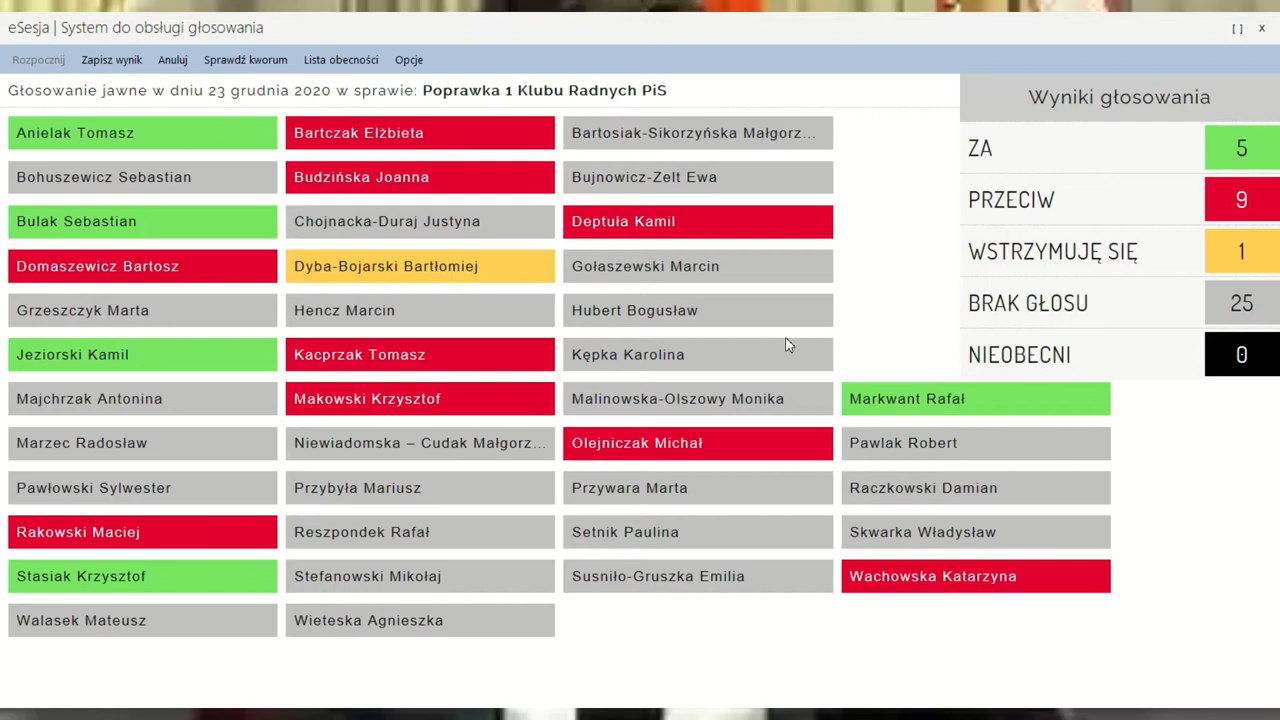 eSesja | System do obsługi głosowania
[ ] X
Rozpocznij Zapisz wynik Anuluj Sprawdź kworum Lista obecności Opcje
Głosowanie jawne w dniu 23 grudnia 2020 w sprawie: Poprawka 1 Klubu Radnych PiS
Wyniki głosowania
ZA 5
PRZECIW 9
WSTRZYMUJĘ SIĘ 1
BRAK GŁOSU 25
NIEOBECNI 0
Anielak Tomasz Bartczak Elżbieta Bartosiak-Sikorzyńska Małgorz...
Bohuszewicz Sebastian Budzińska Joanna Bujnowicz-Zelt Ewa
Bulak Sebastian Chojnacka-Duraj Justyna Deptuła Kamil
Domaszewicz Bartosz Dyba-Bojarski Bartłomiej Gołaszewski Marcin
Grzeszczyk Marta Hencz Marcin Hubert Bogusław
Jeziorski Kamil Kacprzak Tomasz Kępka Karolina
Majchrzak Antonina Makowski Krzysztof Malinowska-Olszowy Monika Markwant Rafał
Marzec Radosław Niewiadomska – Cudak Małgorz... Olejniczak Michał Pawlak Robert
Pawłowski Sylwester Przybyła Mariusz Przywara Marta Raczkowski Damian
Rakowski Maciej Reszpondek Rafał Setnik Paulina Skwarka Władysław
Stasiak Krzysztof Stefanowski Mikołaj Susniło-Gruszka Emilia Wachowska Katarzyna
Walasek Mateusz Wieteska Agnieszka